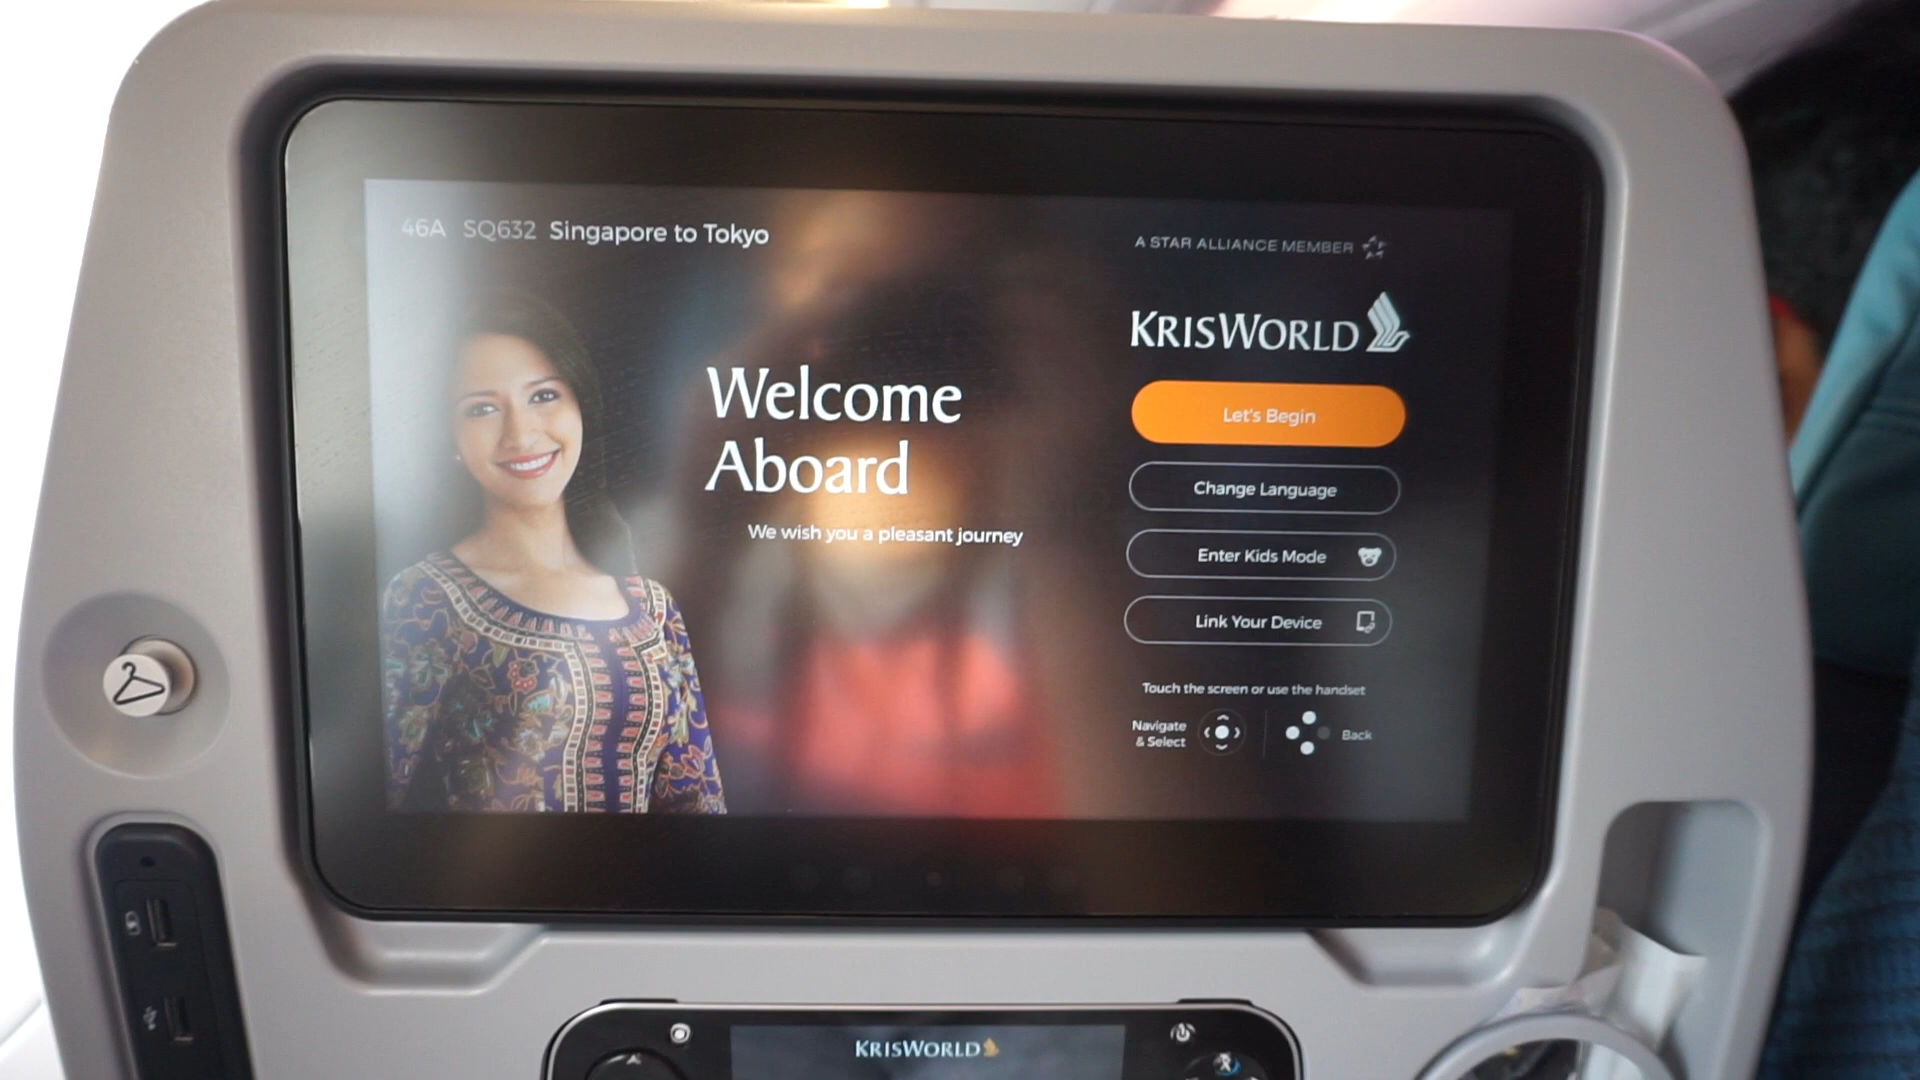 46A SQ632 Singapore to Tokyo
A STAR ALLIANCE MEMBER
KRISWORLD
Welcome
Aboard
We wish you a pleasant journey
Let's Begin
Change Language
Enter Kids Mode
Link Your Device
Touch the screen or use the handset
Navigate
& Select
Back
KRISWORLD